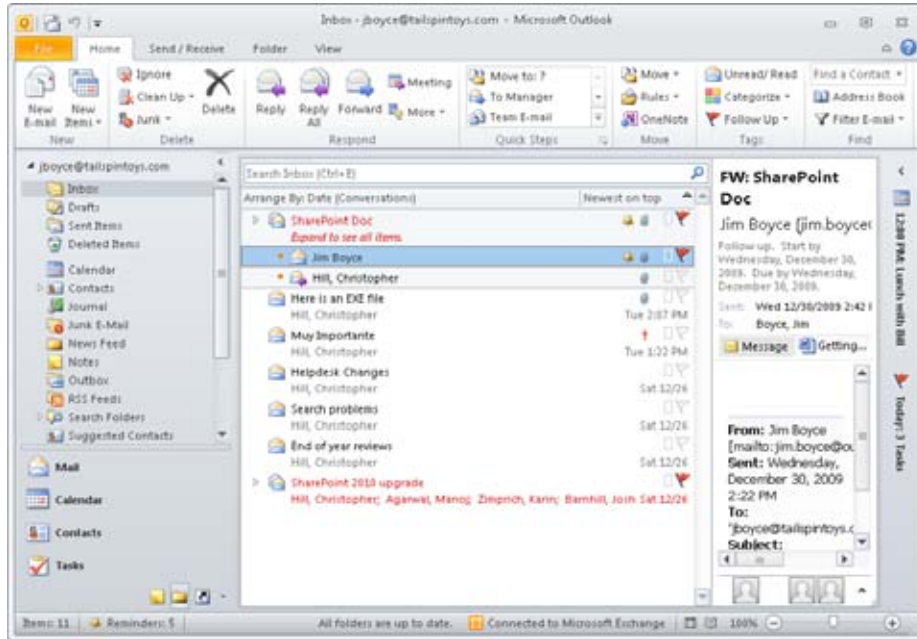 Inbox - jboyce@tailspintoys.com - Microsoft Outlook
File Home Send / Receive Folder View
New E-mail
New Items
New
Ignore
Clean Up
Junk
Delete
Delete
Reply
Reply All
Forward
Meeting
More
Respond
Move to: ?
To Manager
Team E-mail
Quick Steps
Move
Rules
OneNote
Move
Unread/ Read
Categorize
Follow Up
Tags
Find a Contact
Address Book
Filter E-mail
Find
jboyce@tailspintoys.com
Inbox
Drafts
Sent Items
Deleted Items
Calendar
Contacts
Journal
Junk E-Mail
News Feed
Notes
Outbox
RSS Feeds
Search Folders
Suggested Contacts
Mail
Calendar
Contacts
Tasks
Search Inbox (Ctrl+E)
Arrange By: Date (Conversations) Newest on top
SharePoint Doc
Expand to see all items
Jim Boyce
Hill, Christopher
Here is an EXE file
Hill, Christopher Tue 2:07 PM
Muy Importante
Hill, Christopher Tue 1:22 PM
Helpdesk Changes
Hill, Christopher Sat 12/26
Search problems
Hill, Christopher Sat 12/26
End of year reviews
Hill, Christopher Sat 12/26
SharePoint 2010 upgrade
Hill, Christopher; Agarwal, Manoj; Zimprich, Karin; Barnhill, Josh Sat 12/26
FW: SharePoint
Doc
Jim Boyce [jim.boyce
Follow up. Start by
Wednesday, December 30,
2009. Due by Wednesday,
December 30, 2009.
Sent: Wed 12/30/2009 2:42
To: Boyce, Jim
Message Getting...
From: Jim Boyce
[mailto:jim.boyce@
Sent: Wednesday,
December 30, 2009
2:22 PM
To:
'jboyce@tailspintoys.c
Subject:
12:00 PM: Lunch with Bill
Today: 3 Tasks
Items: 11 Reminders: 5 All folders are up to date. Connected to Microsoft Exchange 100%